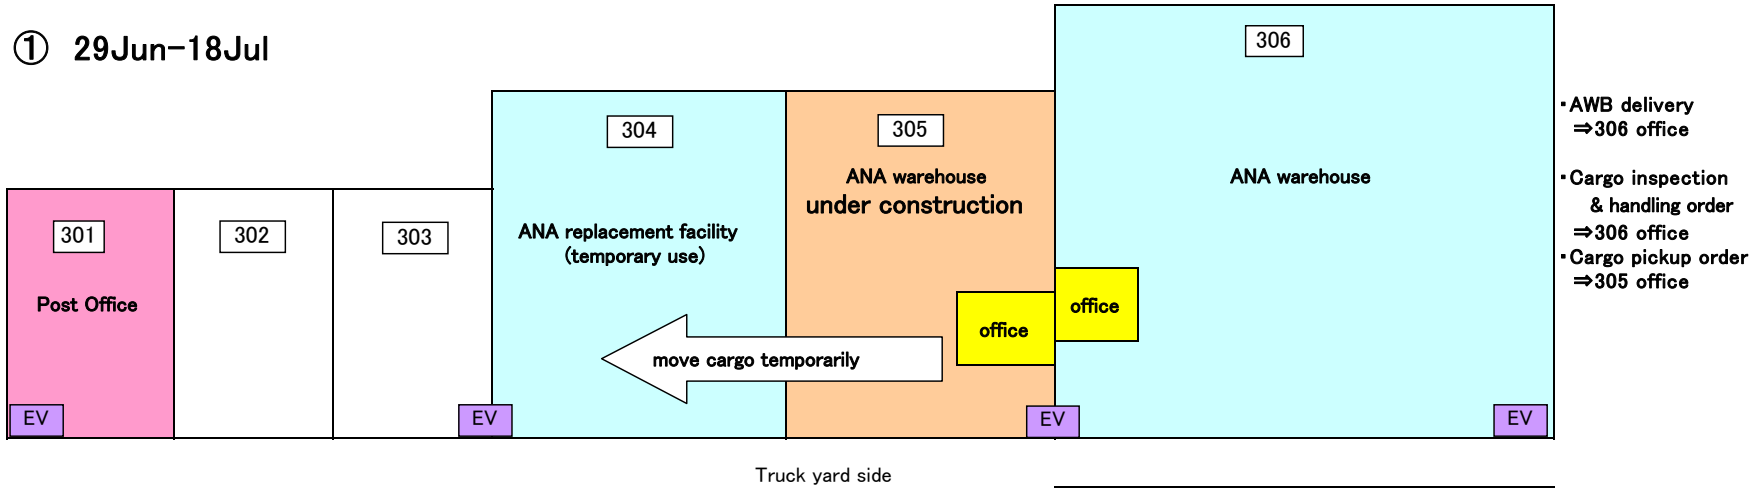 ① 29Jun-18Jul
306
304
305
ANA warehouse
under construction
ANA warehouse
301
302
303
ANA replacement facility
(temporary use)
Post Office
office
office
move cargo temporarily
EV
EV
EV
EV
Truck yard side
・AWB delivery
⇒306 office
・Cargo inspection
& handling order
⇒306 office
・Cargo pickup order
⇒305 office